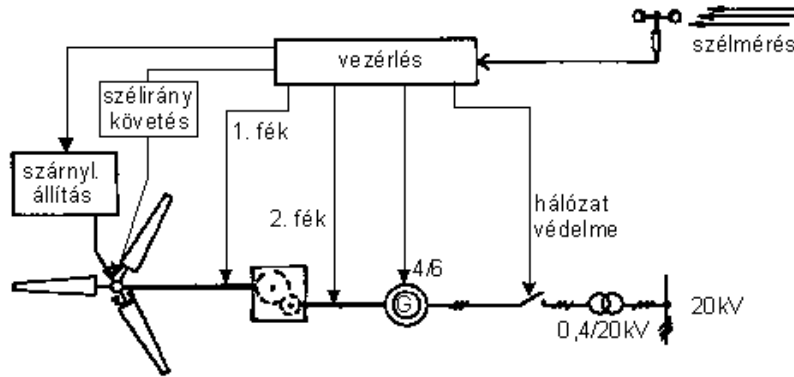 szélmérés
vezérlés
szélirány
követés
1. fék
szárnyl.
állítás
2. fék
hálózat
védelme
4/6
G
20kV
0,4/20kV